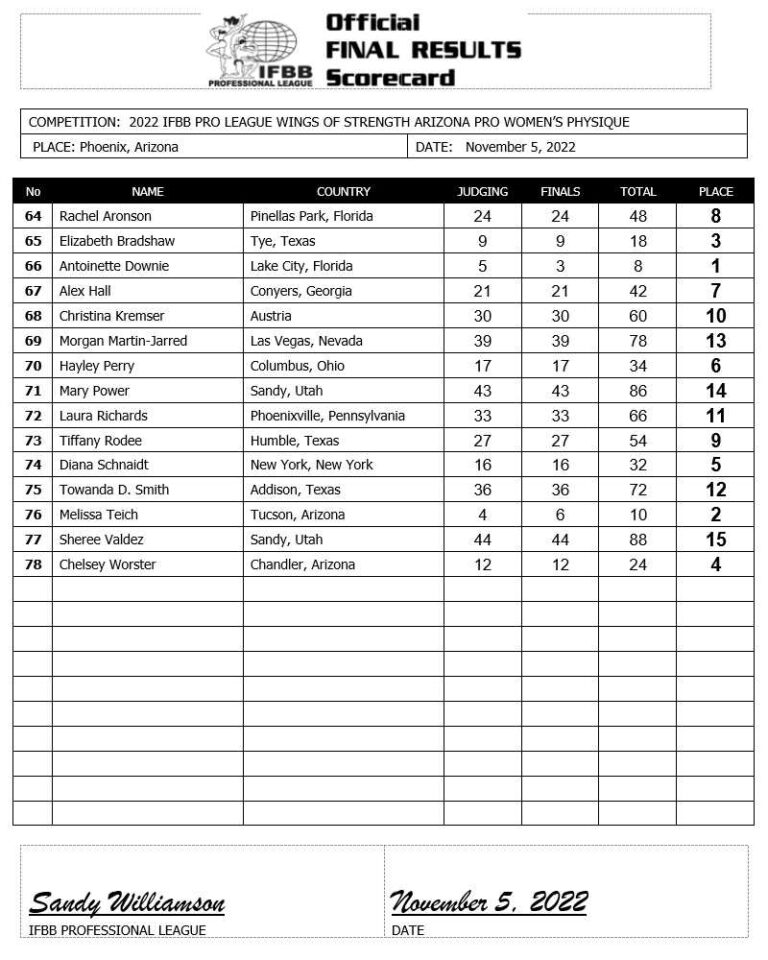 Official
FINAL RESULTS
Scorecard
IFBB
PROFESSIONAL LEAGUE
COMPETITION: 2022 IFBB PRO LEAGUE WINGS OF STRENGTH ARIZONA PRO WOMEN’S PHYSIQUE
PLACE: Phoenix, Arizona DATE: November 5, 2022
No NAME COUNTRY JUDGING FINALS TOTAL PLACE
64 Rachel Aronson Pinellas Park, Florida 24 24 48 8
65 Elizabeth Bradshaw Tye, Texas 9 9 18 3
66 Antoinette Downie Lake City, Florida 5 3 8 1
67 Alex Hall Conyers, Georgia 21 21 42 7
68 Christina Kremser Austria 30 30 60 10
69 Morgan Martin-Jarred Las Vegas, Nevada 39 39 78 13
70 Hayley Perry Columbus, Ohio 17 17 34 6
71 Mary Power Sandy, Utah 43 43 86 14
72 Laura Richards Phoenixville, Pennsylvania 33 33 66 11
73 Tiffany Rodee Humble, Texas 27 27 54 9
74 Diana Schnaidt New York, New York 16 16 32 5
75 Towanda D. Smith Addison, Texas 36 36 72 12
76 Melissa Teich Tucson, Arizona 4 6 10 2
77 Sheree Valdez Sandy, Utah 44 44 88 15
78 Chelsey Worster Chandler, Arizona 12 12 24 4
Sandy Williamson November 5, 2022
IFBB PROFESSIONAL LEAGUE DATE